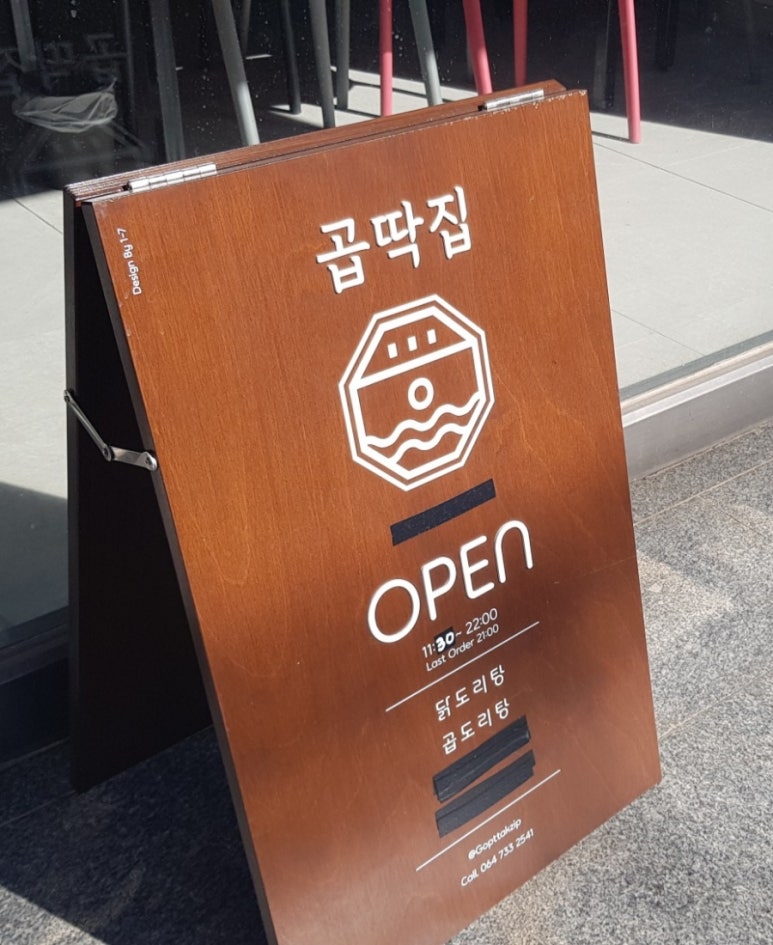 곱딱집
Design By 1-7
OPEN
11:30 - 22:00
Last Order 21:00
닭도리탕
곱도리탕
@Gopttakzip
Call. 064 733 2541